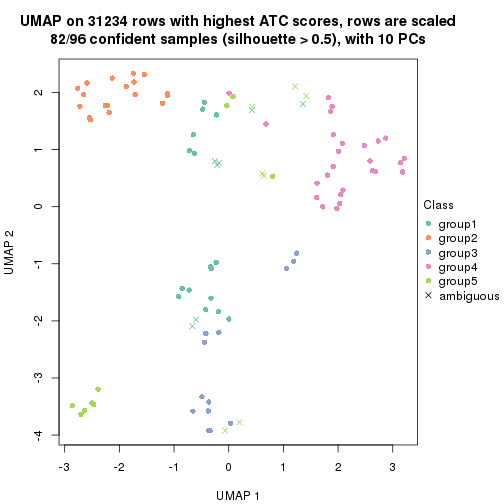 UMAP on 31234 rows with highest ATC scores, rows are scaled
82/96 confident samples (silhouette > 0.5), with 10 PCs
2
1
0
-1
-2
-3
-4
UMAP 2
-3
-2
-1
0
1
2
3
UMAP 1
Class
group1
group2
group3
group4
group5
ambiguous